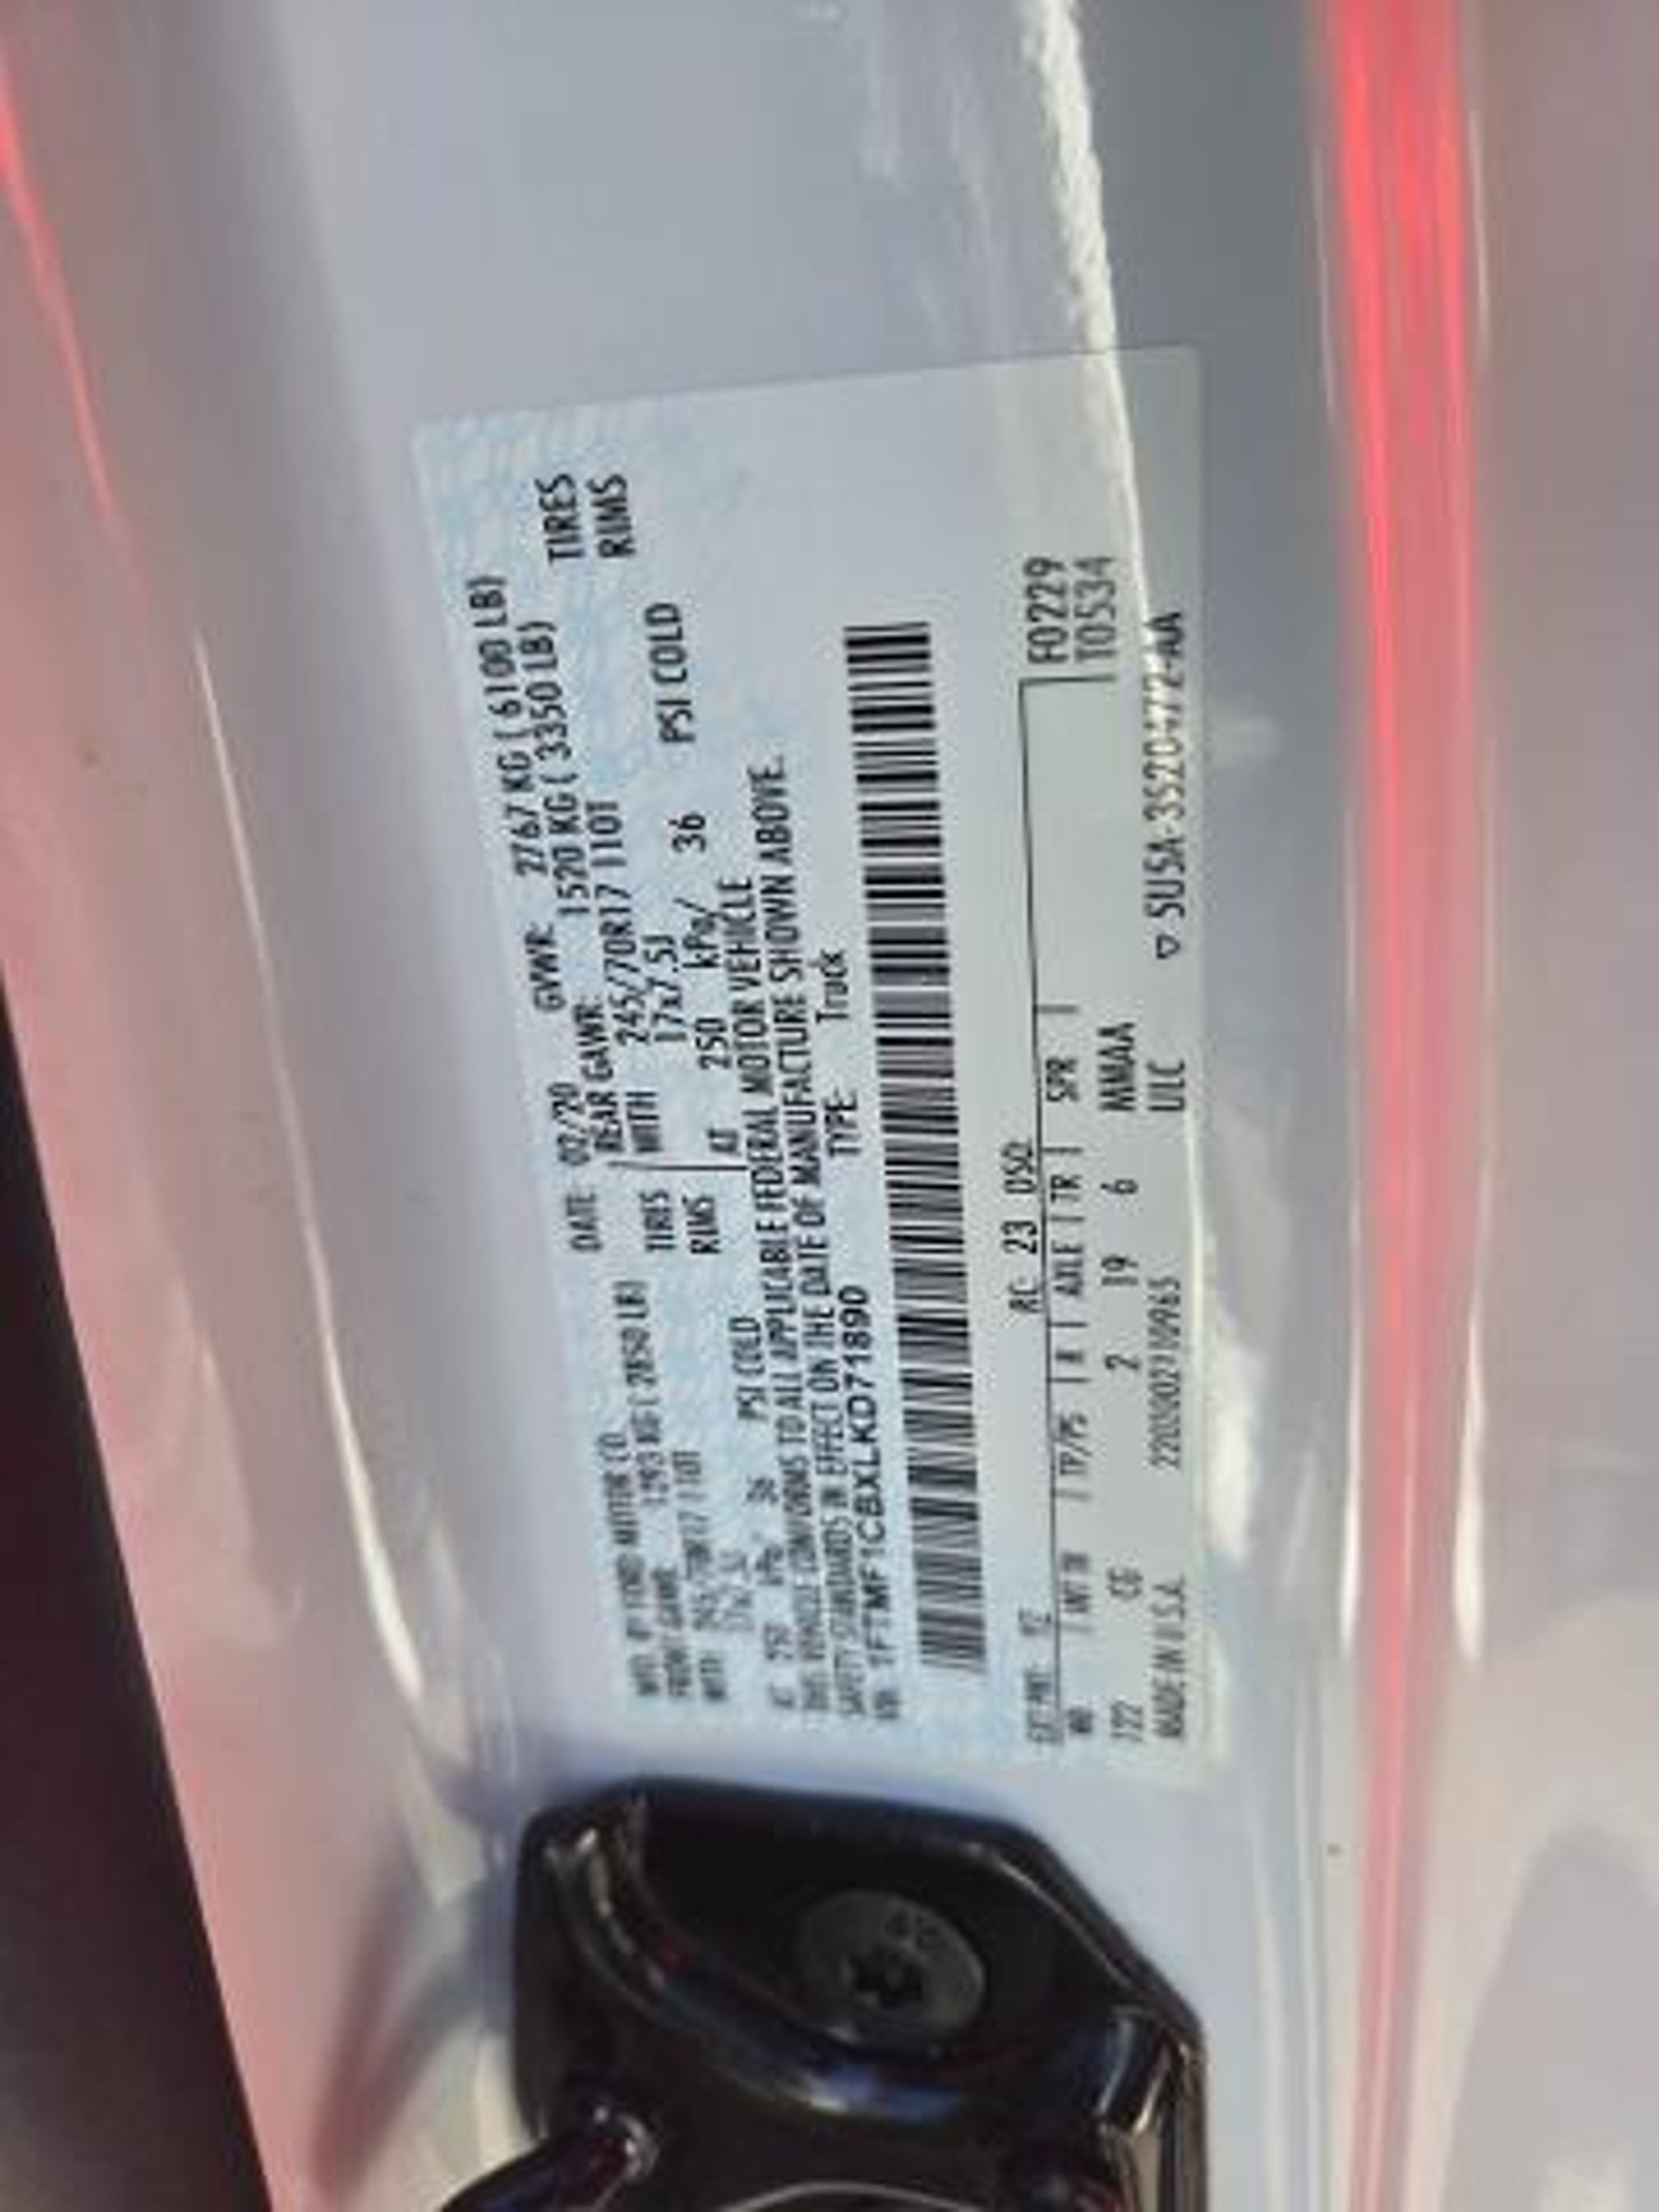 MFD. BY FORD MOTOR CO. DATE: 02/20 GVWR: 2767 KG ( 6100 LB)
FRONT GAWR: 1293 KG ( 2850 LB) REAR GAWR: 1520 KG ( 3350 LB)
WITH 245/70R17 110T TIRES WITH 245/70R17 110T TIRES
17x7.5J RIMS 17x7.5J RIMS
AT 250 kPa/ 36 PSI COLD AT 250 kPa/ 36 PSI COLD
THIS VEHICLE CONFORMS TO ALL APPLICABLE FEDERAL MOTOR VEHICLE
SAFETY STANDARDS IN EFFECT ON THE DATE OF MANUFACTURE SHOWN ABOVE.
VIN: 1FTMF1CBXLKD71890 TYPE: Truck
F0229
T0534
EXT PNT: YZ RC: 23 DSO:
WB | INT TR | TP/PS | R | AXLE | TR | SPR |
122 CG 2 19 6 MMAA
MADE IN U.S.A. 2200002710965 ULC ▽ 5U5A-3520472-AA